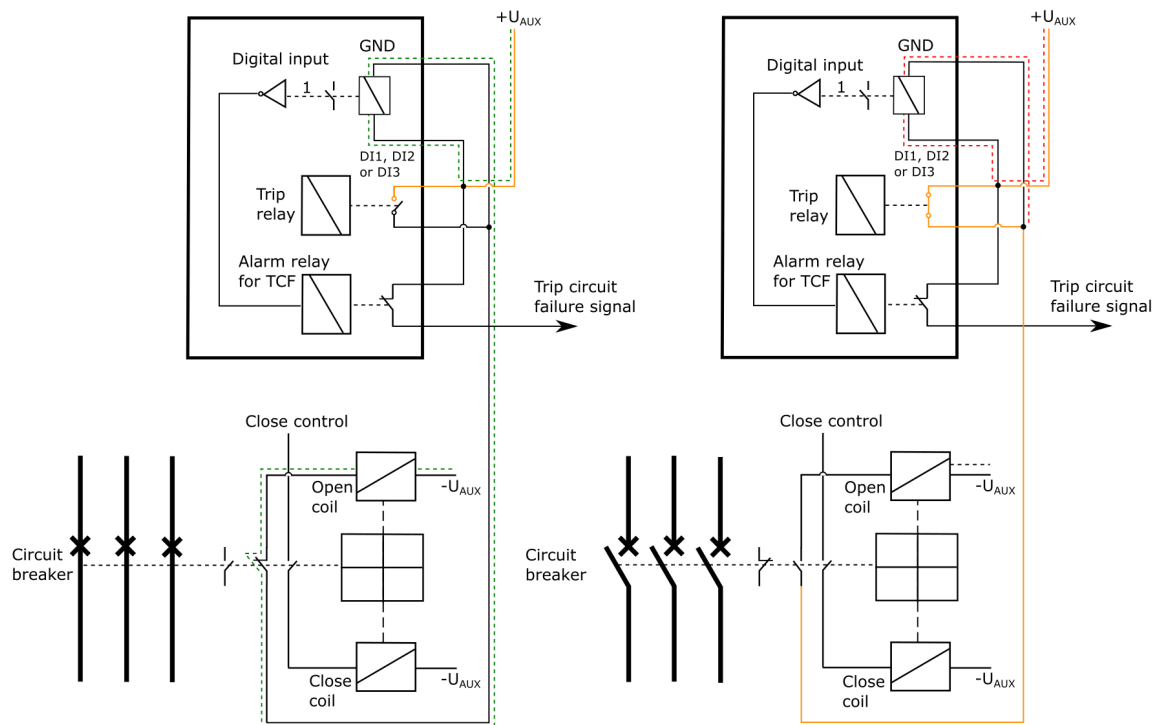 +UAUX
GND
Digital input
1
DI1, DI2
or DI3
Trip
relay
Alarm relay
for TCF
Trip circuit
failure signal
Close control
Open
coil
-UAUX
Circuit
breaker
Close
coil
-UAUX
+UAUX
GND
Digital input
1
DI1, DI2
or DI3
Trip
relay
Alarm relay
for TCF
Trip circuit
failure signal
Close control
Open
coil
-UAUX
Circuit
breaker
Close
coil
-UAUX